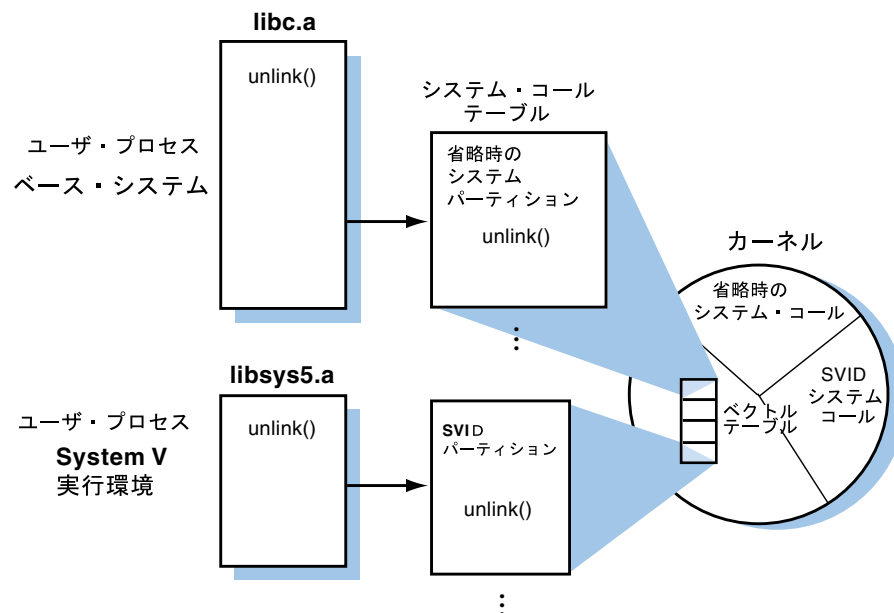 libc.a
unlink()
ユーザ・プロセス
ベース・システム
システム・コール
テーブル
省略時の
システム
パーティション
unlink()
⋮
カーネル
省略時の
システム・コール
SVID
システム
コール
ベクトル
テーブル
libsys5.a
unlink()
ユーザ・プロセス
System V
実行環境
SVID
パーティション
unlink()
⋮